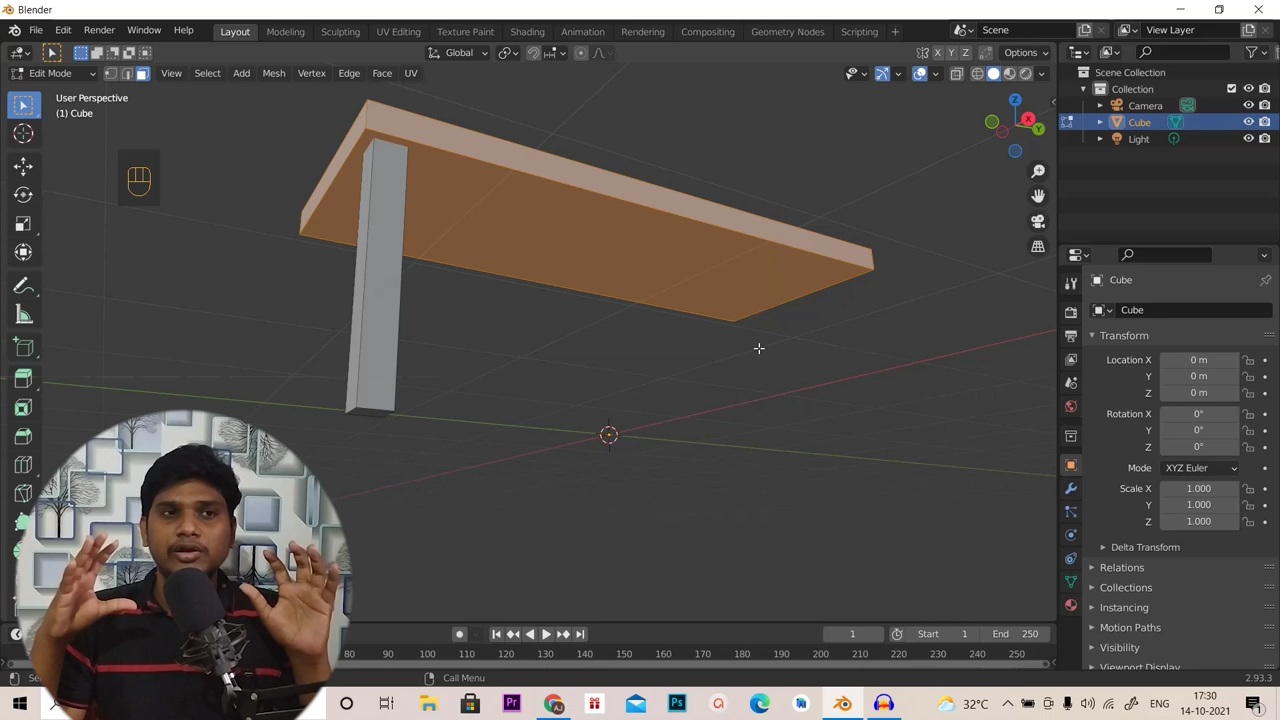 Blender
File Edit Render Window Help
Layout Modeling Sculpting UV Editing Texture Paint Shading Animation Rendering Compositing Geometry Nodes Scripting
Scene
View Layer
Global
X Y Z
Options
Edit Mode
View Select Add Mesh Vertex Edge Face UV
User Perspective
(1) Cube
Z
X
Y
Scene Collection
Collection
Camera
Cube
Light
Cube
Cube
Transform
Location X 0 m
Y 0 m
Z 0 m
Rotation X 0°
Y 0°
Z 0°
Mode XYZ Euler
Scale X 1.000
Y 1.000
Z 1.000
Delta Transform
Relations
Collections
Instancing
Motion Paths
Visibility
Viewport Display
1
Start 1
End 250
80 90 100 110 120 130 140 150 160 170 180 190 200 210 220 230 240 250
Call Menu
2.93.3
Pr
Ps
32°C
ENG
17:30
14-10-2021